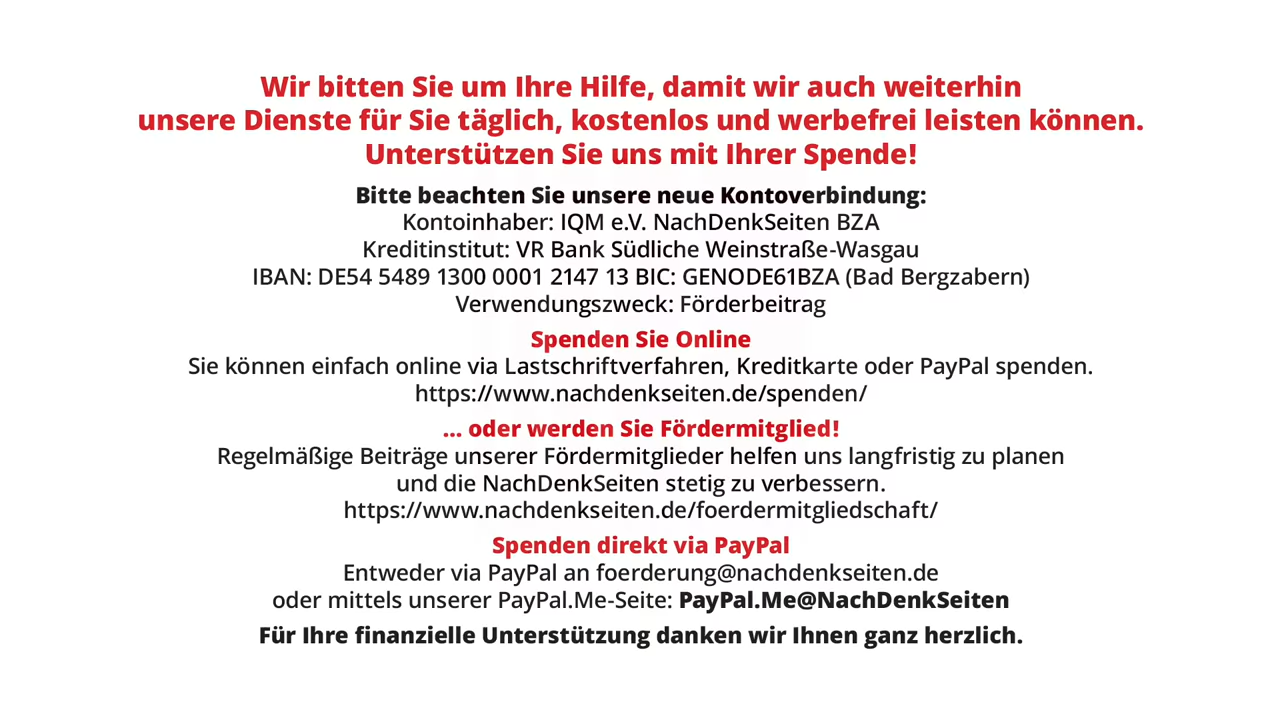 Wir bitten Sie um Ihre Hilfe, damit wir auch weiterhin
unsere Dienste für Sie täglich, kostenlos und werbefrei leisten können.
Unterstützen Sie uns mit Ihrer Spende!
Bitte beachten Sie unsere neue Kontoverbindung:
Kontoinhaber: IQM e.V. NachDenkSeiten BZA
Kreditinstitut: VR Bank Südliche Weinstraße-Wasgau
IBAN: DE54 5489 1300 0001 2147 13 BIC: GENODE61BZA (Bad Bergzabern)
Verwendungszweck: Förderbeitrag
Spenden Sie Online
Sie können einfach online via Lastschriftverfahren, Kreditkarte oder PayPal spenden.
https://www.nachdenkseiten.de/spenden/
... oder werden Sie Fördermitglied!
Regelmäßige Beiträge unserer Fördermitglieder helfen uns langfristig zu planen
und die NachDenkSeiten stetig zu verbessern.
https://www.nachdenkseiten.de/foerdermitgliedschaft/
Spenden direkt via PayPal
Entweder via PayPal an foerderung@nachdenkseiten.de
oder mittels unserer PayPal.Me-Seite: PayPal.Me@NachDenkSeiten
Für Ihre finanzielle Unterstützung danken wir Ihnen ganz herzlich.